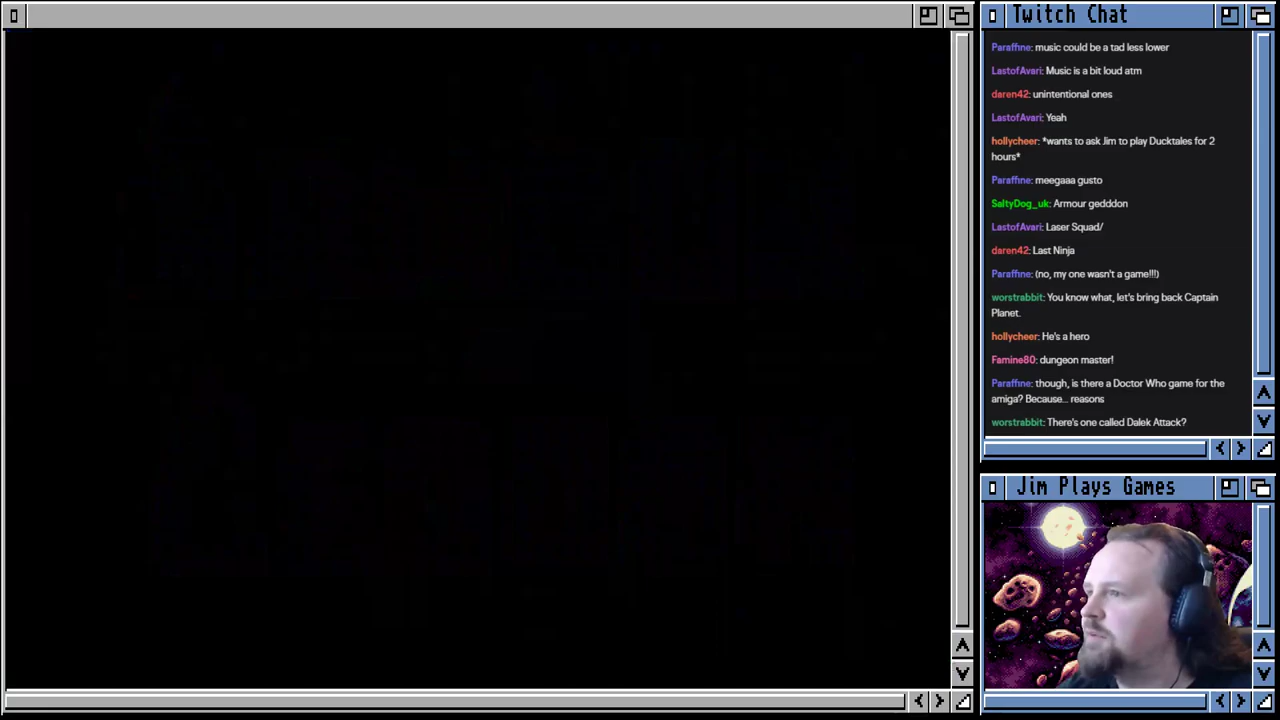 Twitch Chat
Paraffine: music could be a tad less lower
LastofAvari: Music is a bit loud atm
daren42: unintentional ones
LastofAvari: Yeah
hollycheer: *wants to ask Jim to play Ducktales for 2
hours*
Paraffine: meegaaa gusto
SaltyDog_uk: Armour gedddon
LastofAvari: Laser Squad/
daren42: Last Ninja
Paraffine: (no, my one wasn't a game!!!)
worstrabbit: You know what, let's bring back Captain
Planet.
hollycheer: He's a hero
Famine80: dungeon master!
Paraffine: though, is there a Doctor Who game for the
amiga? Because... reasons
worstrabbit: There's one called Dalek Attack?
Jim Plays Games